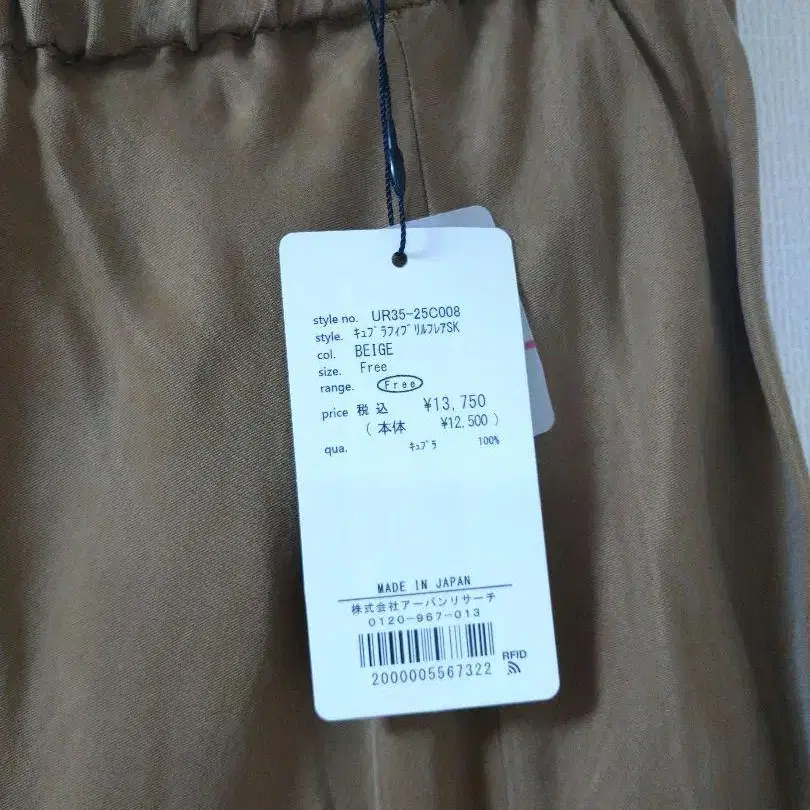 style no. UR35-25C008
style. ｷｭﾌﾟﾗﾌｨﾌﾞﾘﾙﾌﾚｱSK
col. BEIGE
size. Free
range. Free
price 税込 ¥13,750
(本体 ¥12,500)
qua. ｷｭﾌﾟﾗ 100%
MADE IN JAPAN
株式会社アーバンリサーチ
0120-967-013
RFID
2000005567322